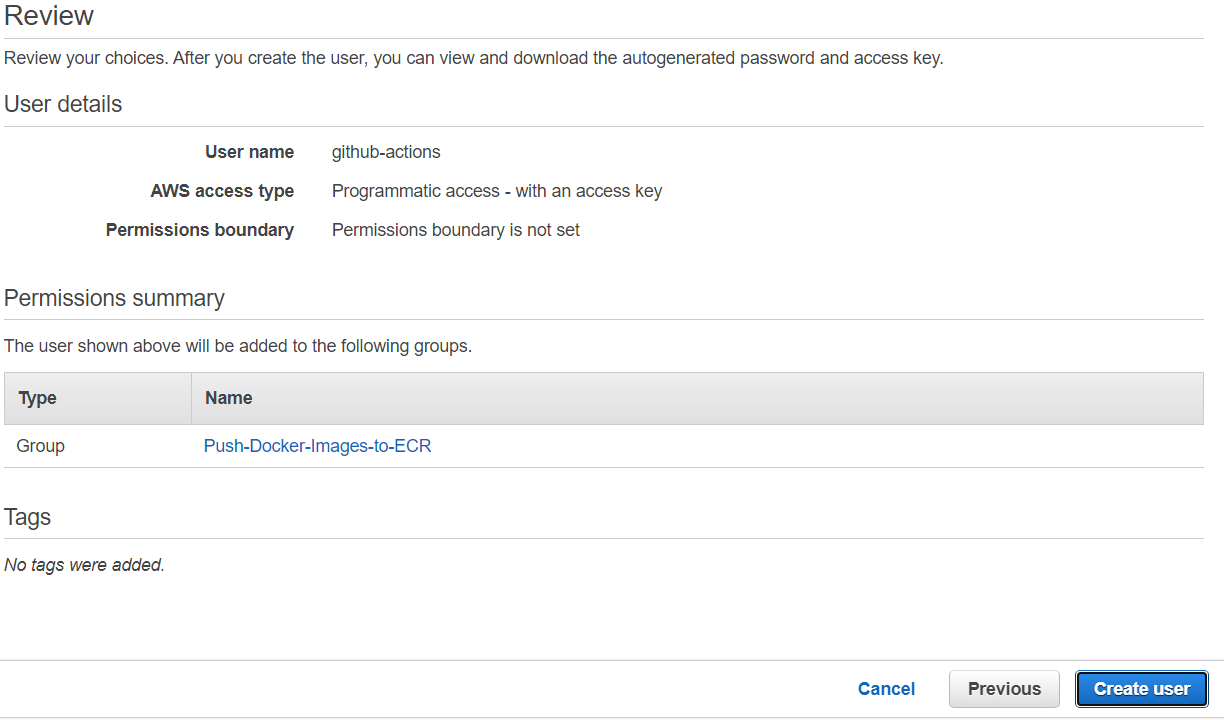 Review
Review your choices. After you create the user, you can view and download the autogenerated password and access key.
User details
User name github-actions
AWS access type Programmatic access - with an access key
Permissions boundary Permissions boundary is not set
Permissions summary
The user shown above will be added to the following groups.
Type Name
Group Push-Docker-Images-to-ECR
Tags
No tags were added.
Cancel Previous Create user